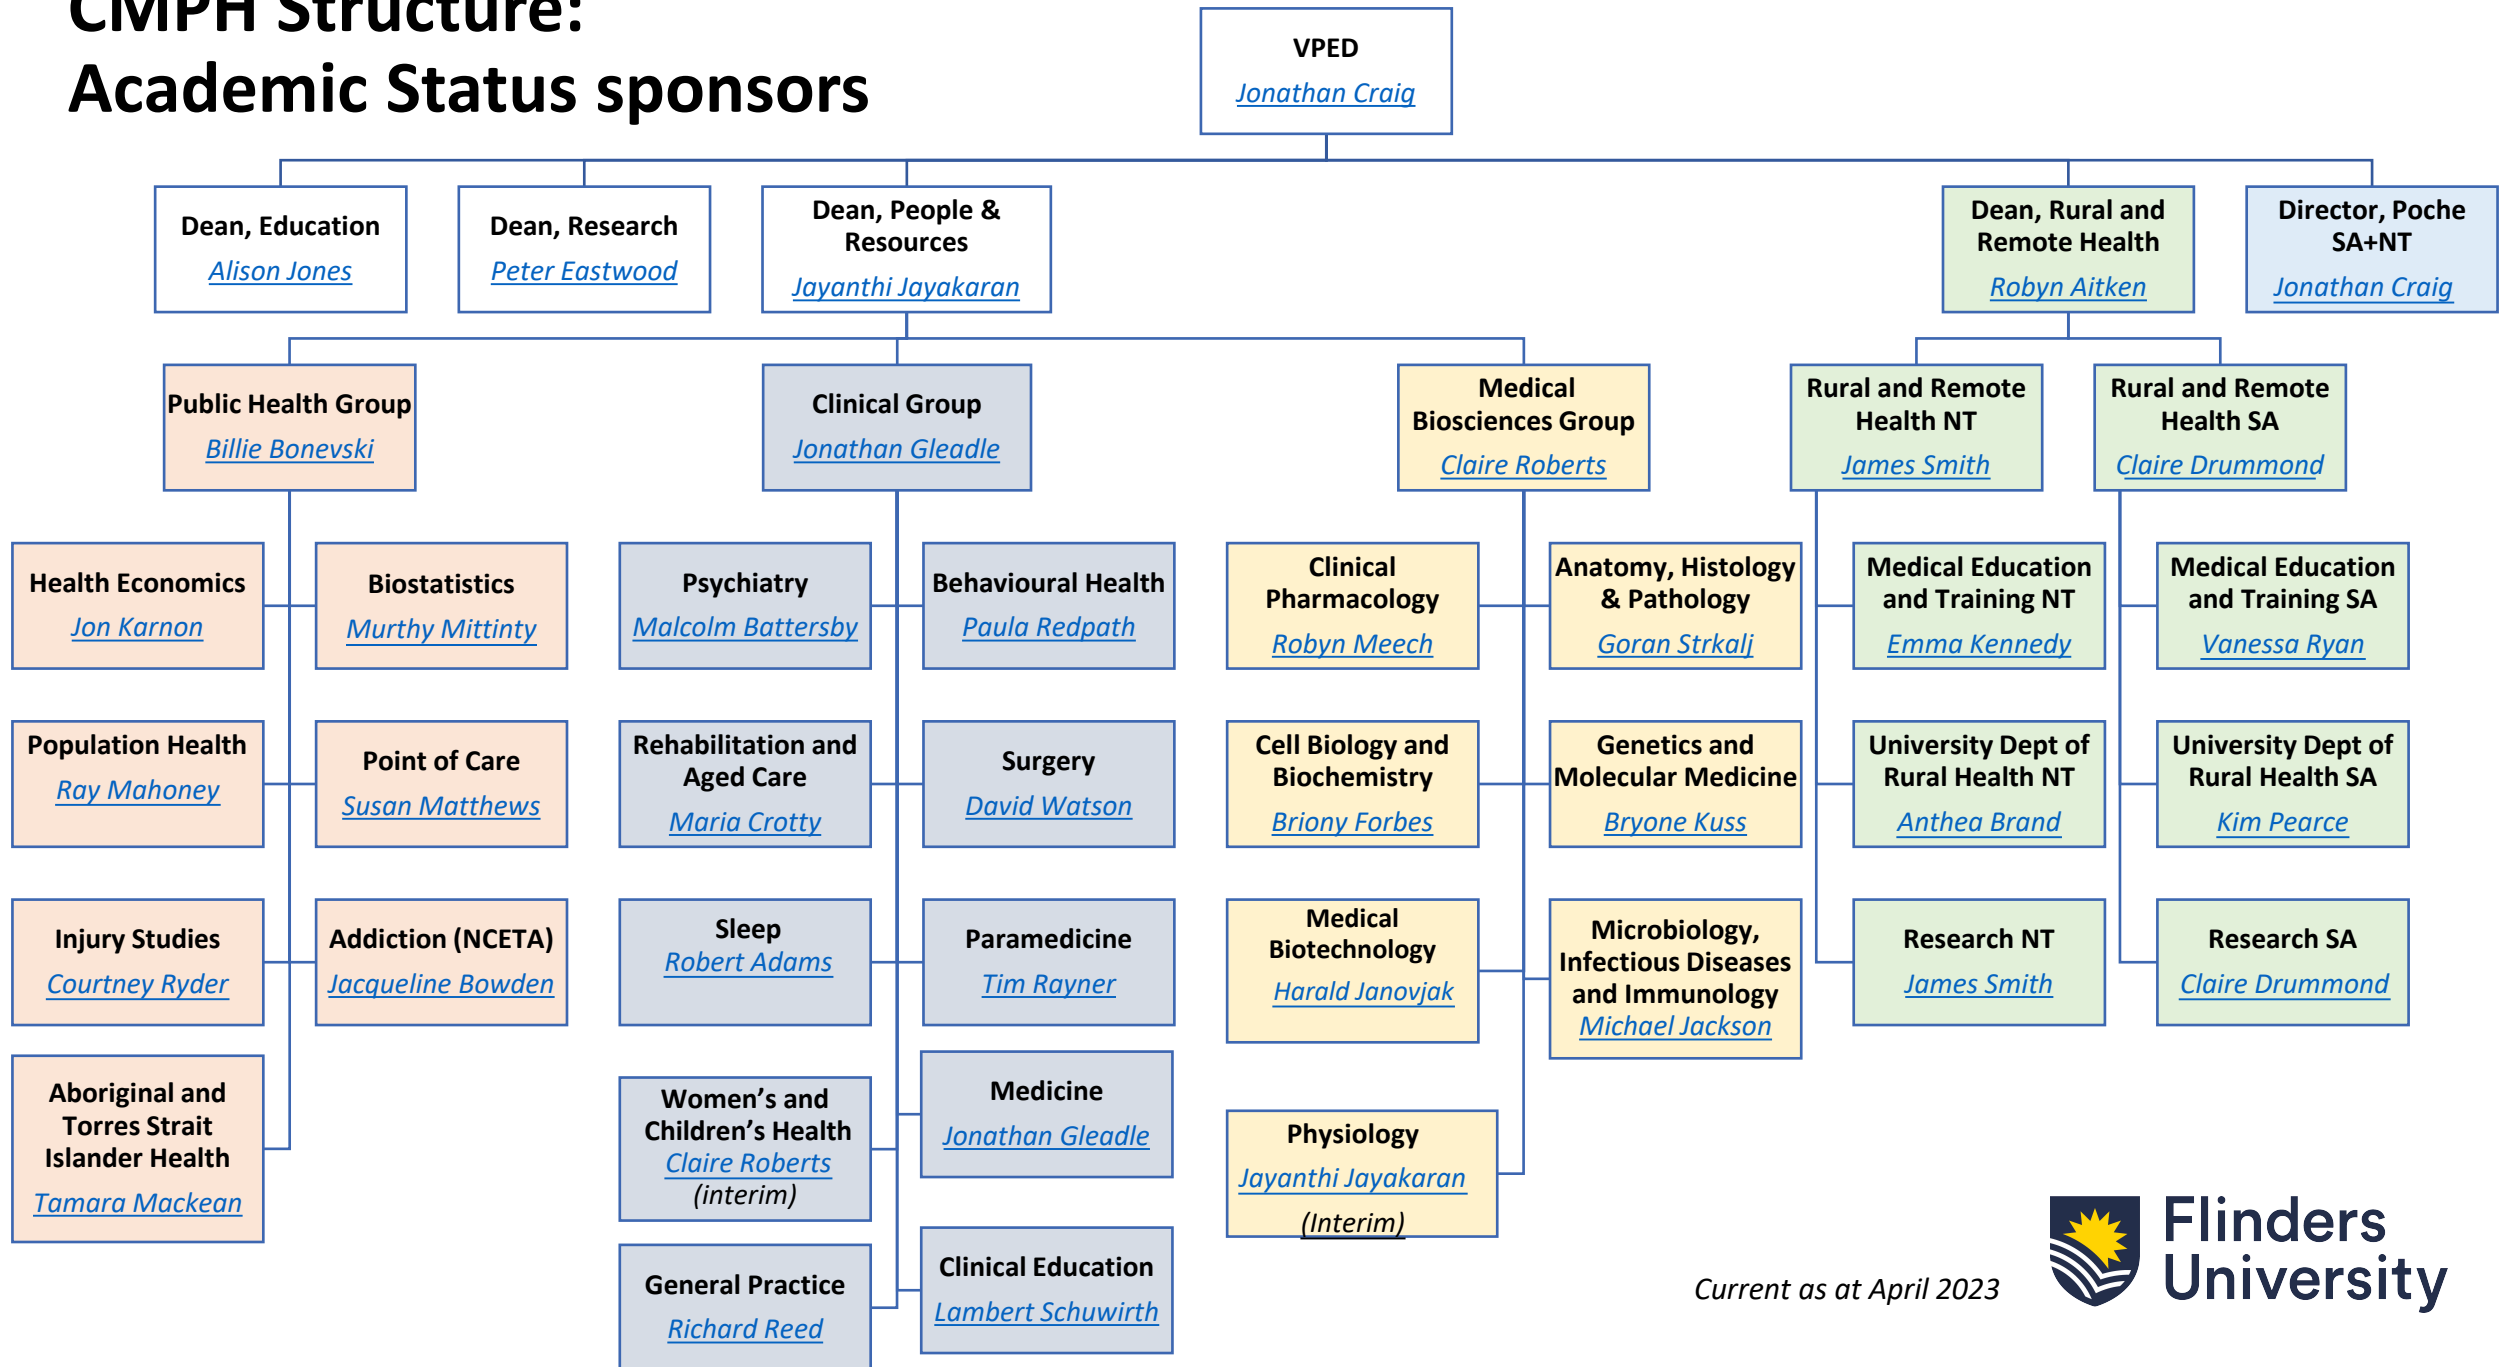 CMPH Structure:
Academic Status sponsors
VPED
Jonathan Craig
Dean, Education
Alison Jones
Dean, Research
Peter Eastwood
Dean, People &
Resources
Jayanthi Jayakaran
Dean, Rural and
Remote Health
Robyn Aitken
Director, Poche
SA+NT
Jonathan Craig
Public Health Group
Billie Bonevski
Clinical Group
Jonathan Gleadle
Medical
Biosciences Group
Claire Roberts
Rural and Remote
Health NT
James Smith
Rural and Remote
Health SA
Claire Drummond
Health Economics
Jon Karnon
Biostatistics
Murthy Mittinty
Psychiatry
Malcolm Battersby
Behavioural Health
Paula Redpath
Clinical
Pharmacology
Robyn Meech
Anatomy, Histology
& Pathology
Goran Strkalj
Medical Education
and Training NT
Emma Kennedy
Medical Education
and Training SA
Vanessa Ryan
Population Health
Ray Mahoney
Point of Care
Susan Matthews
Rehabilitation and
Aged Care
Maria Crotty
Surgery
David Watson
Cell Biology and
Biochemistry
Briony Forbes
Genetics and
Molecular Medicine
Bryone Kuss
University Dept of
Rural Health NT
Anthea Brand
University Dept of
Rural Health SA
Kim Pearce
Injury Studies
Courtney Ryder
Addiction (NCETA)
Jacqueline Bowden
Sleep
Robert Adams
Paramedicine
Tim Rayner
Medical
Biotechnology
Harald Janovjak
Microbiology,
Infectious Diseases
and Immunology
Michael Jackson
Research NT
James Smith
Research SA
Claire Drummond
Aboriginal and
Torres Strait
Islander Health
Tamara Mackean
Women's and
Children's Health
Claire Roberts
(interim)
Medicine
Jonathan Gleadle
Physiology
Jayanthi Jayakaran
(Interim)
General Practice
Richard Reed
Clinical Education
Lambert Schuwirth
Current as at April 2023
Flinders
University